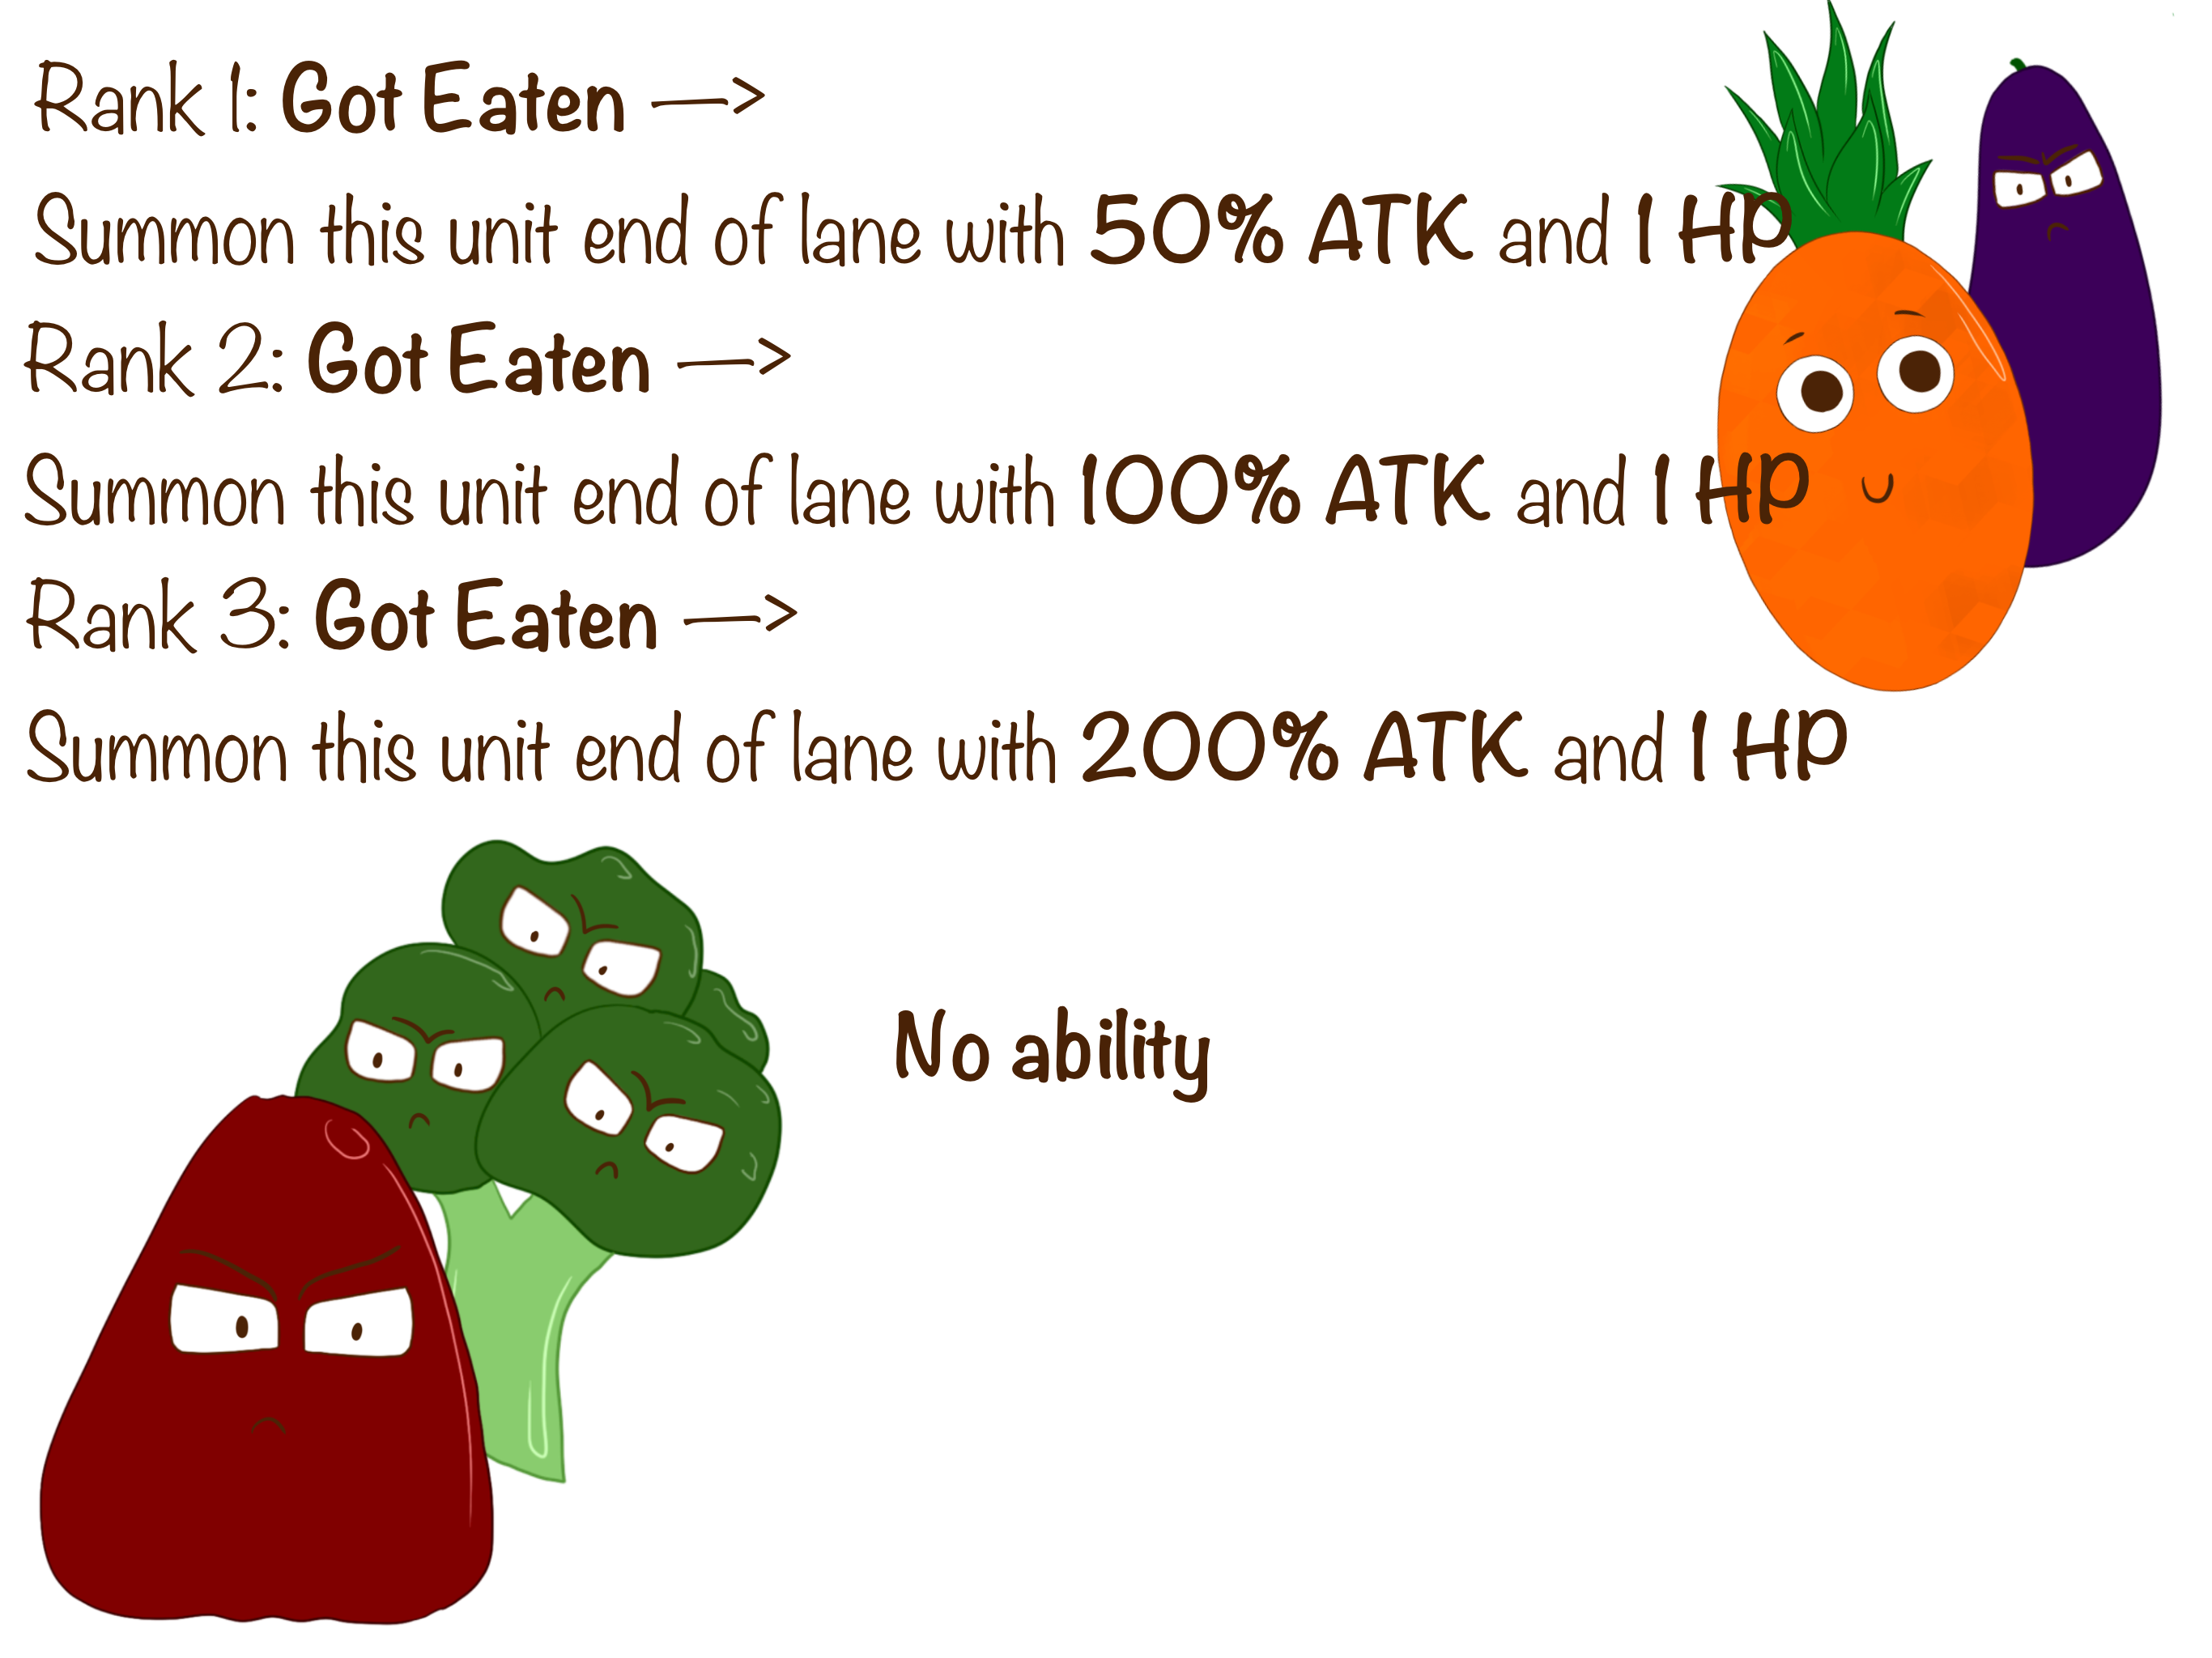 Rank 1: Got Eaten —>
Summon this unit end of lane with 50% ATK and 1 HP
Rank 2: Got Eaten —>
Summon this unit end of lane with 100% ATK and 1 HP
Rank 3: Got Eaten —>
Summon this unit end of lane with 200% ATK and 1 HP
No ability